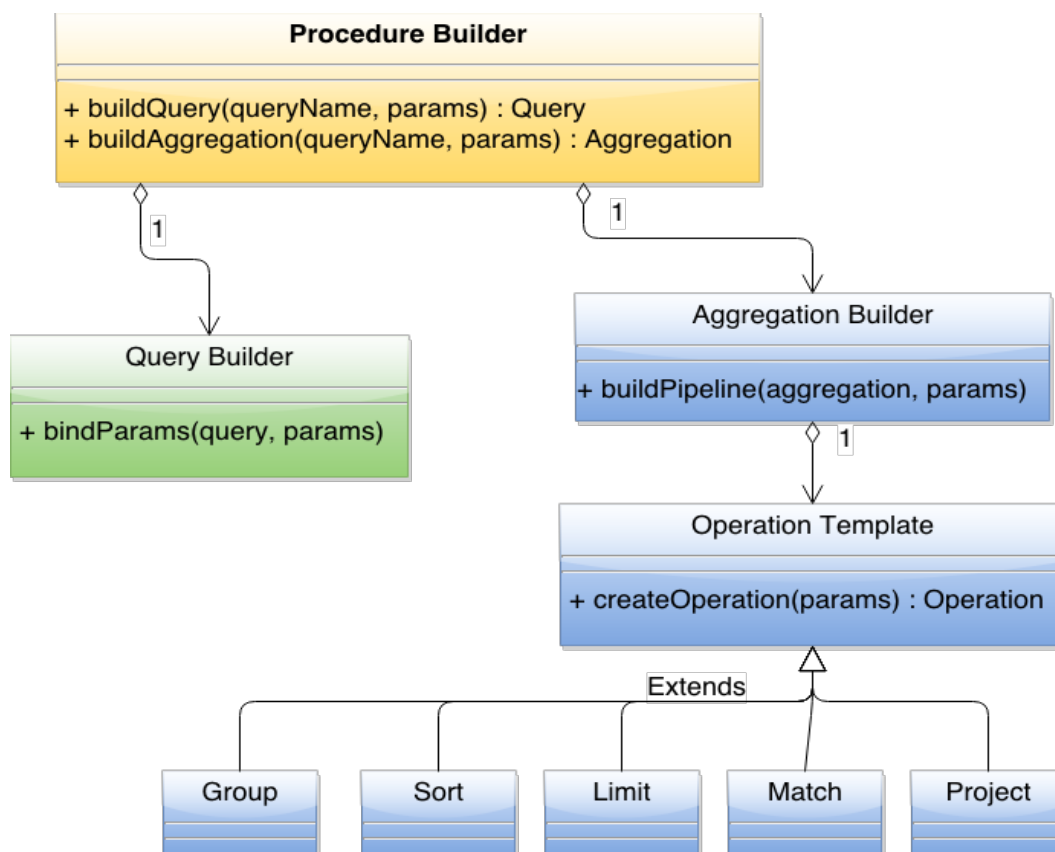 Procedure Builder
+ buildQuery(queryName, params) : Query
+ buildAggregation(queryName, params) : Aggregation
1
1
Aggregation Builder
+ buildPipeline(aggregation, params)
Query Builder
+ bindParams(query, params)
1
Operation Template
+ createOperation(params) : Operation
Extends
Group
Sort
Limit
Match
Project